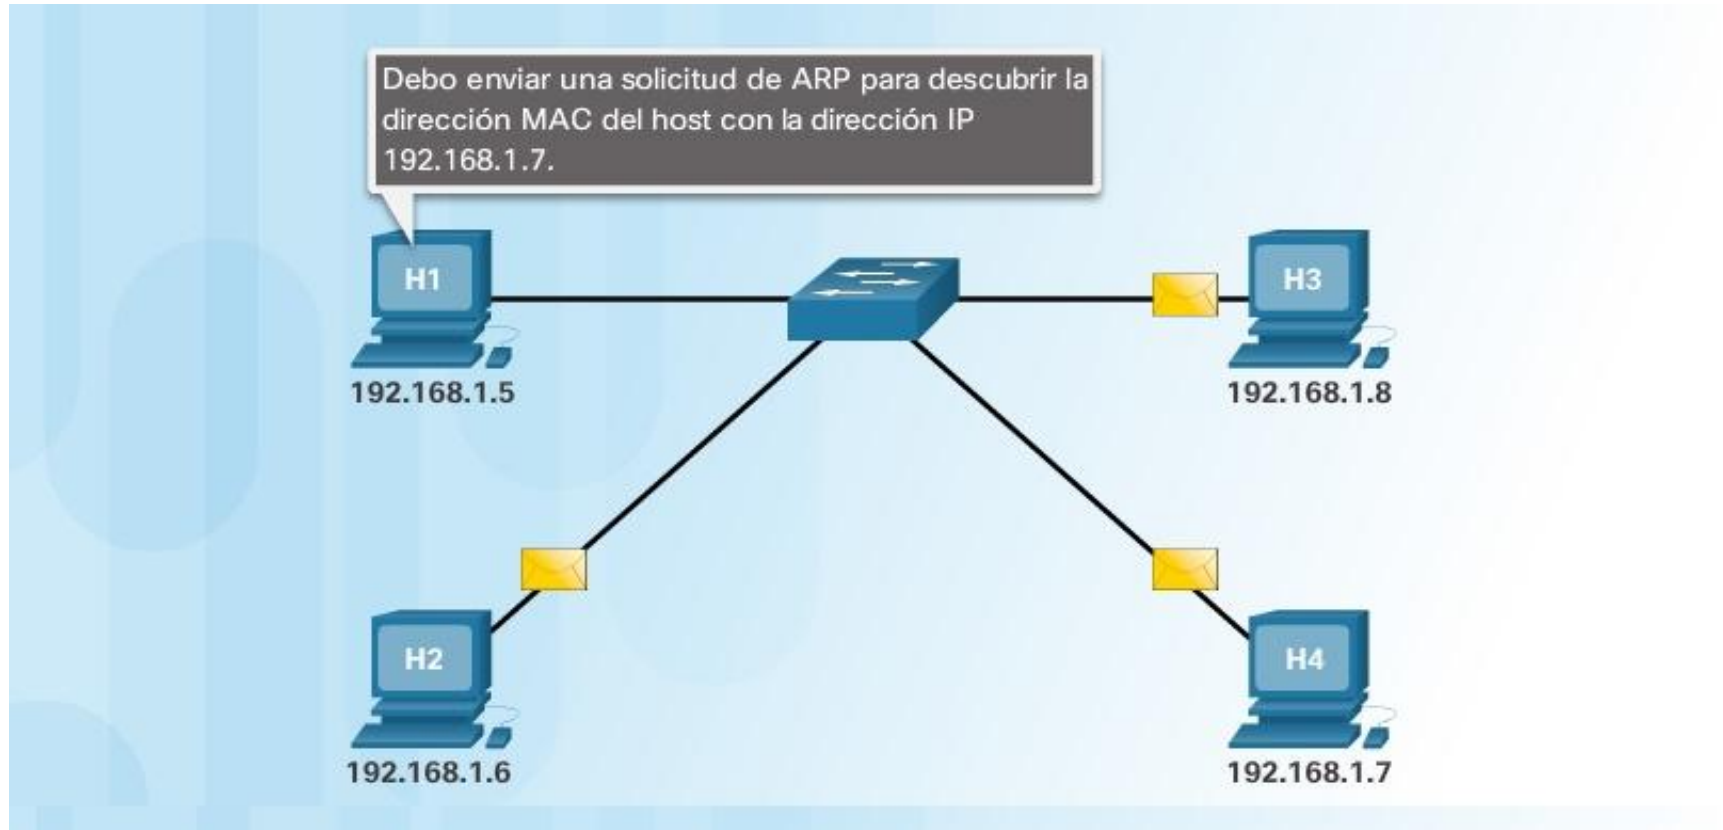 Debo enviar una solicitud de ARP para descubrir la
dirección MAC del host con la dirección IP
192.168.1.7.
H1
H3
192.168.1.5
192.168.1.8
H2
H4
192.168.1.6
192.168.1.7